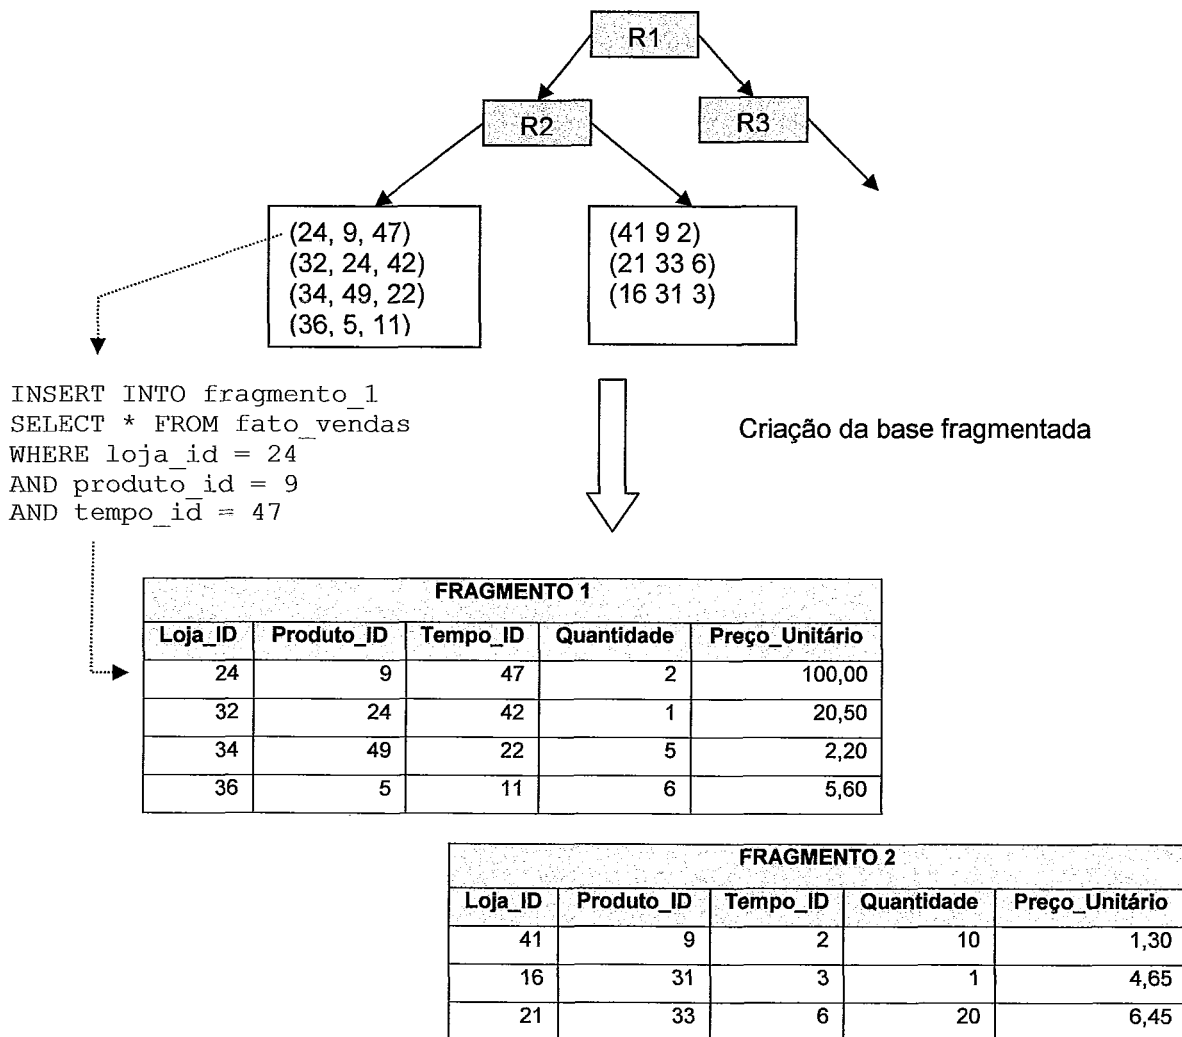 R1
R2
R3
(24, 9, 47)
(32, 24, 42)
(34, 49, 22)
(36, 5, 11)
(41 9 2)
(21 33 6)
(16 31 3)
INSERT INTO fragmento_1
SELECT * FROM fato_vendas
WHERE loja_id = 24
AND produto_id = 9
AND tempo_id = 47
Criação da base fragmentada
FRAGMENTO 1
Loja_ID Produto_ID Tempo_ID Quantidade Preço_Unitário
24 9 47 2 100,00
32 24 42 1 20,50
34 49 22 5 2,20
36 5 11 6 5,60
FRAGMENTO 2
Loja_ID Produto_ID Tempo_ID Quantidade Preço_Unitário
41 9 2 10 1,30
16 31 3 1 4,65
21 33 6 20 6,45